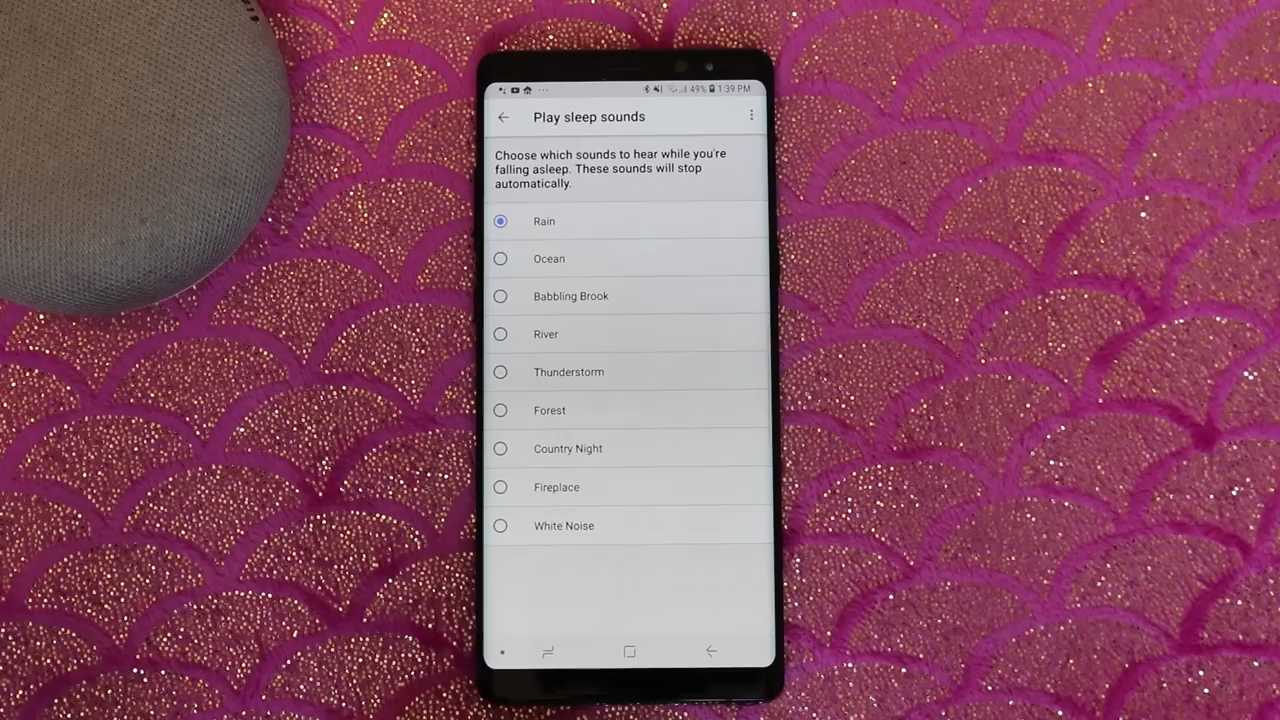 49% 1:39 PM
Play sleep sounds
Choose which sounds to hear while you're
falling asleep. These sounds will stop
automatically.
Rain
Ocean
Babbling Brook
River
Thunderstorm
Forest
Country Night
Fireplace
White Noise